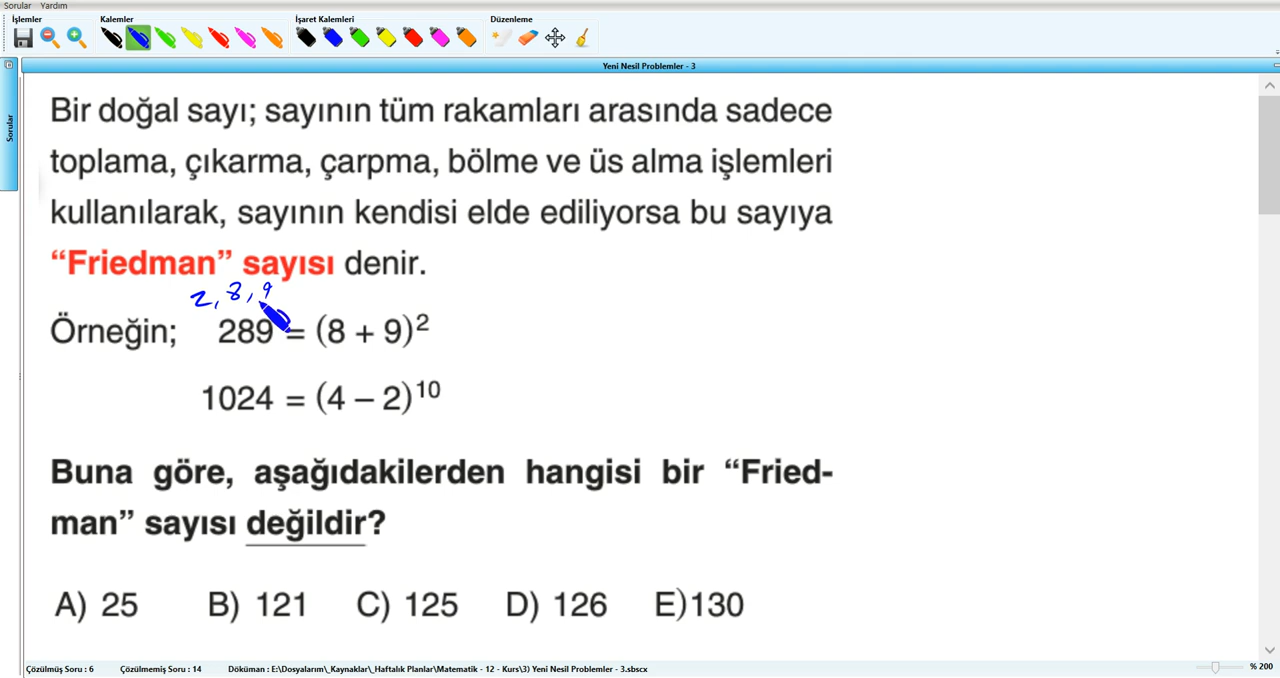 Sorular Yardım
İşlemler Kalemler İşaret Kalemleri Düzenleme
Yeni Nesil Problemler - 3
Sorular
Bir doğal sayı; sayının tüm rakamları arasında sadece
toplama, çıkarma, çarpma, bölme ve üs alma işlemleri
kullanılarak, sayının kendisi elde ediliyorsa bu sayıya
“Friedman” sayısı denir.
2, 8, 9
Örneğin; 289 = (8 + 9)²
1024 = (4 – 2)¹⁰
Buna göre, aşağıdakilerden hangisi bir “Fried-
man” sayısı değildir?
A) 25 B) 121 C) 125 D) 126 E)130
Çözülmüş Soru : 6 Çözülmemiş Soru : 14 Döküman : E:\Dosyalarım\_Kaynaklar\_Haftalık Planlar\Matematik - 12 - Kurs\3) Yeni Nesil Problemler - 3.sbscx % 200